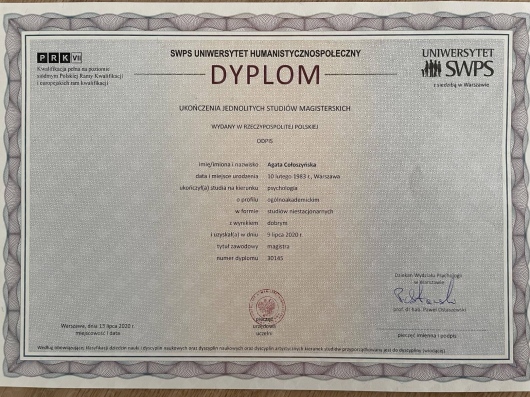 PRK VII
Kwalifikacja pełna na poziomie
siódmym Polskiej Ramy Kwalifikacji
i europejskich ram kwalifikacji
SWPS UNIWERSYTET HUMANISTYCZNOSPOŁECZNY
DYPLOM
UNIWERSYTET
SWPS
z siedzibą w Warszawie
UKOŃCZENIA JEDNOLITYCH STUDIÓW MAGISTERSKICH
WYDANY W RZECZYPOSPOLITEJ POLSKIEJ
ODPIS
imię/imiona i nazwisko Agata Cołoszyńska
data i miejsce urodzenia 10 lutego 1983 r., Warszawa
ukończył(a) studia na kierunku psychologia
o profilu ogólnoakademickim
w formie studiów niestacjonarnych
z wynikiem dobrym
i uzyskał(a) w dniu 9 lipca 2020 r.
tytuł zawodowy magistra
numer dyplomu 30145
Dziekan Wydziału Psychologii
w Warszawie
prof. dr hab. Paweł
pieczęć imienna i podpis
pieczęć
urzędowa
uczelni
Warszawa, dnia 15 lipca 2020 r.
miejscowość i data